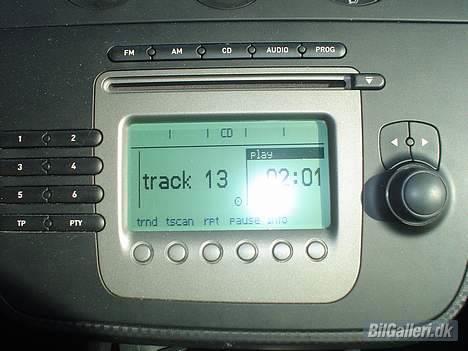 FM AM CD AUDIO PROG
CD
play
track 13 02:01
trnd tscan rpt pause info
1 2
3 4
5 6
TP PTY
BilGalleri.dk